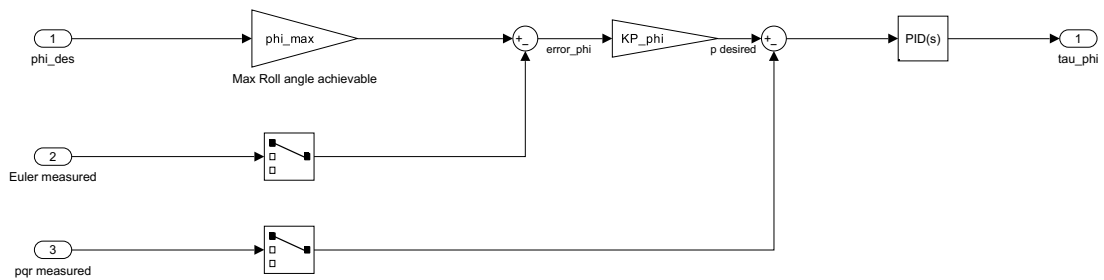 1
phi_des
phi_max
Max Roll angle achievable
+
−
error_phi
KP_phi
p desired
+
−
PID(s)
1
tau_phi
2
Euler measured
3
pqr measured